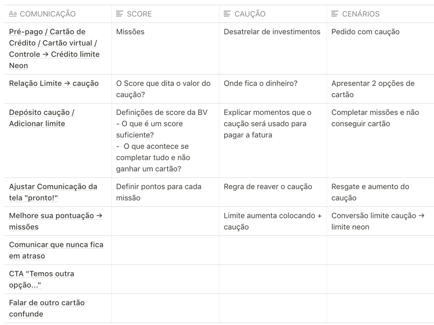 Aa COMUNICAÇÃO
SCORE
CAUÇÃO
CENÁRIOS
Pré-pago / Cartão de
Crédito / Cartão virtual /
Controle → Crédito limite
Neon
Missões
Desatrelar de investimentos
Pedido com caução
Relação Limite → caução
O Score que dita o valor do
caução?
Onde fica o dinheiro?
Apresentar 2 opções de
cartão
Depósito caução /
Adicionar limite
Definições de score da BV
- O que é um score
suficiente?
- O que acontece se
completar tudo e não
ganhar um cartão?
Explicar momentos que o
caução será usado para
pagar a fatura
Completar missões e não
conseguir cartão
Ajustar Comunicação da
tela "pronto!"
Definir pontos para cada
missão
Regra de reaver o caução
Resgate e aumento do
caução
Melhore sua pontuação →
missões
Limite aumenta colocando +
caução
Conversão limite caução →
limite neon
Comunicar que nunca fica
em atraso
CTA "Temos outra
opção..."
Falar de outro cartão
confunde